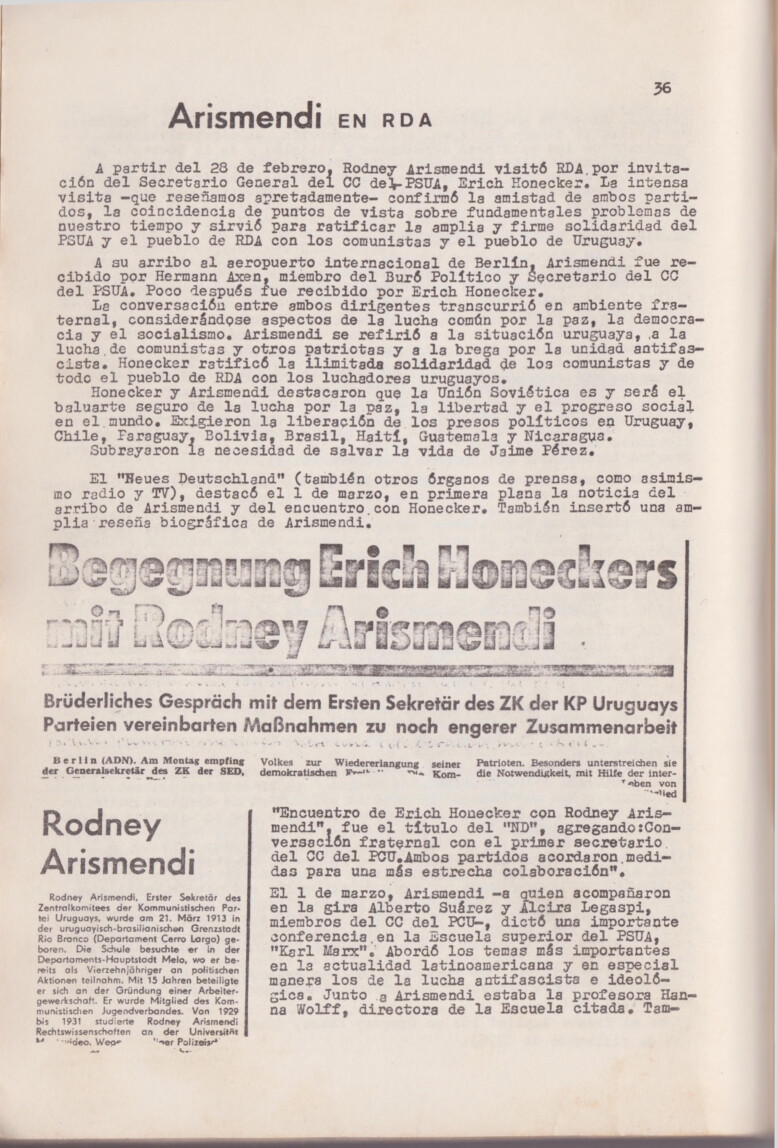 36
Arismendi EN RDA
A partir del 28 de febrero, Rodney Arismendi visitó RDA por invita-
ción del Secretario General del CC del PSUA, Erich Honecker. La intensa
visita -que reseñamos apretadamente- confirmó la amistad de ambos parti-
dos, la coincidencia de puntos de vista sobre fundamentales problemas de
nuestro tiempo y sirvió para ratificar la amplia y firme solidaridad del
PSUA y el pueblo de RDA con los comunistas y el pueblo de Uruguay.
A su arribo al aeropuerto internacional de Berlín, Arismendi fue re-
cibido por Hermann Axen, miembro del Buró Político y Secretario del CC
del PSUA. Poco después fue recibido por Erich Honecker.
La conversación entre ambos dirigentes transcurrió en ambiente fra-
ternal, considerándose aspectos de la lucha común por la paz, la democra-
cia y el socialismo. Arismendi se refirió a la situación uruguaya, a la
lucha de comunistas y otros patriotas y a la brega por la unidad antifas-
cista. Honecker ratificó la ilimitada solidaridad de los comunistas y de
todo el pueblo de RDA con los luchadores uruguayos.
Honecker y Arismendi destacaron que la Unión Soviética es y será el
baluarte seguro de la lucha por la paz, la libertad y el progreso social
en el mundo. Exigieron la liberación de los presos políticos en Uruguay,
Chile, Paraguay, Bolivia, Brasil, Haití, Guatemala y Nicaragua.
Subrayaron la necesidad de salvar la vida de Jaime Pérez.
El "Neues Deutschland" (también otros órganos de prensa, como asimis-
mo radio y TV), destacó el 1 de marzo, en primera plana la noticia del
arribo de Arismendi y del encuentro con Honecker. También insertó una am-
plia reseña biográfica de Arismendi.
Begegnung Erich Honeckers
mit Rodney Arismendi
Brüderliches Gespräch mit dem Ersten Sekretär des ZK der KP Uruguays
Parteien vereinbarten Maßnahmen zu noch engerer Zusammenarbeit
Berlin (ADN). Am Montag empfing
der Generalsekretär des ZK der SED,
Volkes zur Wiedererlangung seiner
demokratischen Kom-
Patrioten. Besonders unterstreichen sie
die Notwendigkeit, mit Hilfe der inter-
von
Rodney
Arismendi
Rodney Arismendi, Erster Sekretär des
Zentralkomitees der Kommunistischen Par-
tei Uruguays, wurde am 21. März 1913 in
der uruguayisch-brasilianischen Grenzstadt
Rio Branco (Departament Cerro Largo) ge-
boren. Die Schule besuchte er in der
Departaments-Hauptstadt Melo, wo er be-
reits als Vierzehnjähriger an politischen
Aktionen teilnahm. Mit 15 Jahren beteiligte
er sich an der Gründung einer Arbeiter-
gewerkschaft. Er wurde Mitglied des Kom-
munistischen Jugendverbandes. Von 1929
bis 1931 studierte Rodney Arismendi
Rechtswissenschaften an der Universität
"Encuentro de Erich Honecker con Rodney Aris-
mendi", fue el título del "ND", agregando:Con-
versación fraternal con el primer secretario
del CC del PCU.Ambos partidos acordaron medi-
das para una más estrecha colaboración".
El 1 de marzo, Arismendi -a quien acompañaron
en la gira Alberto Suárez y Alcira Legaspi,
miembros del CC del PCU-, dictó una importante
conferencia en la Escuela superior del PSUA,
"Karl Marx". Abordó los temas más importantes
en la actualidad latinoamericana y en especial
manera los de la lucha antifascista e ideoló-
gica. Junto a Arismendi estaba la profesora Han-
na Wolff, directora de la Escuela citada. Tam-